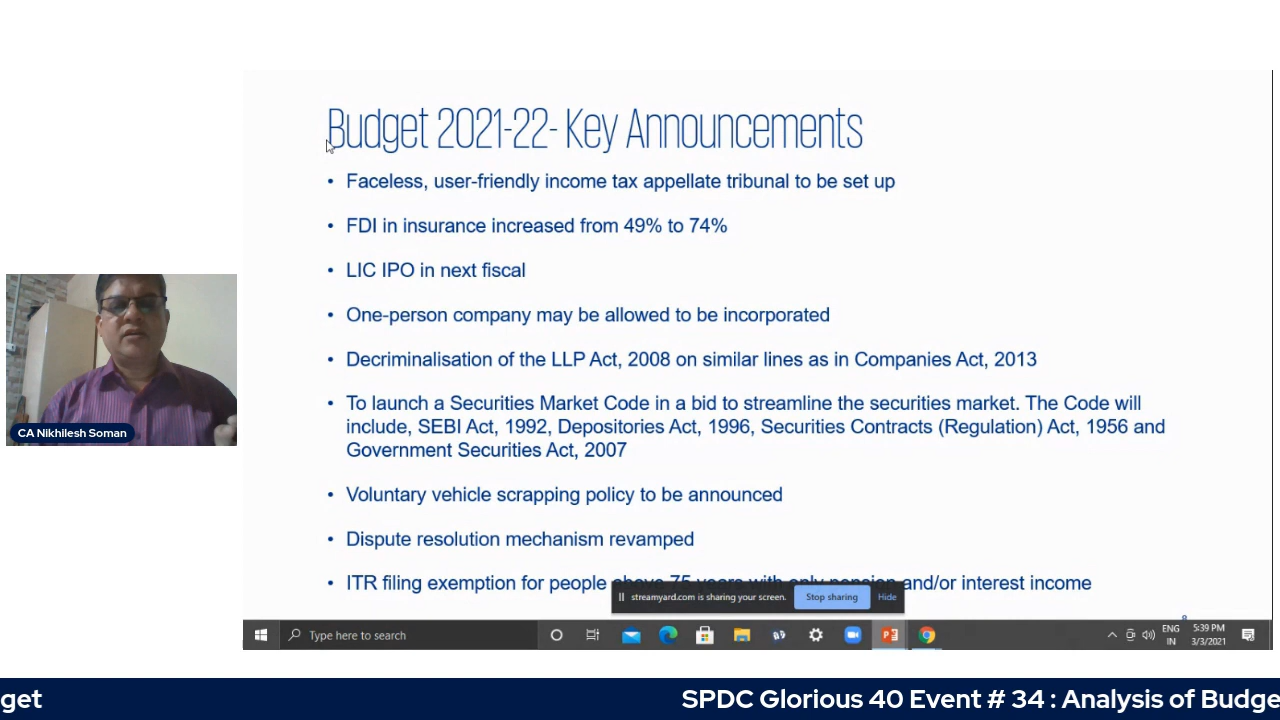 Budget 2021-22- Key Announcements
• Faceless, user-friendly income tax appellate tribunal to be set up
• FDI in insurance increased from 49% to 74%
• LIC IPO in next fiscal
• One-person company may be allowed to be incorporated
• Decriminalisation of the LLP Act, 2008 on similar lines as in Companies Act, 2013
• To launch a Securities Market Code in a bid to streamline the securities market. The Code will
include, SEBI Act, 1992, Depositories Act, 1996, Securities Contracts (Regulation) Act, 1956 and
Government Securities Act, 2007
• Voluntary vehicle scrapping policy to be announced
• Dispute resolution mechanism revamped
• ITR filing exemption for people above 75 years with only pension and/or interest income
CA Nikhilesh Soman
streamyard.com is sharing your screen. Stop sharing Hide
Type here to search
ENG
IN
5:39 PM
3/3/2021
get SPDC Glorious 40 Event # 34 : Analysis of Budge